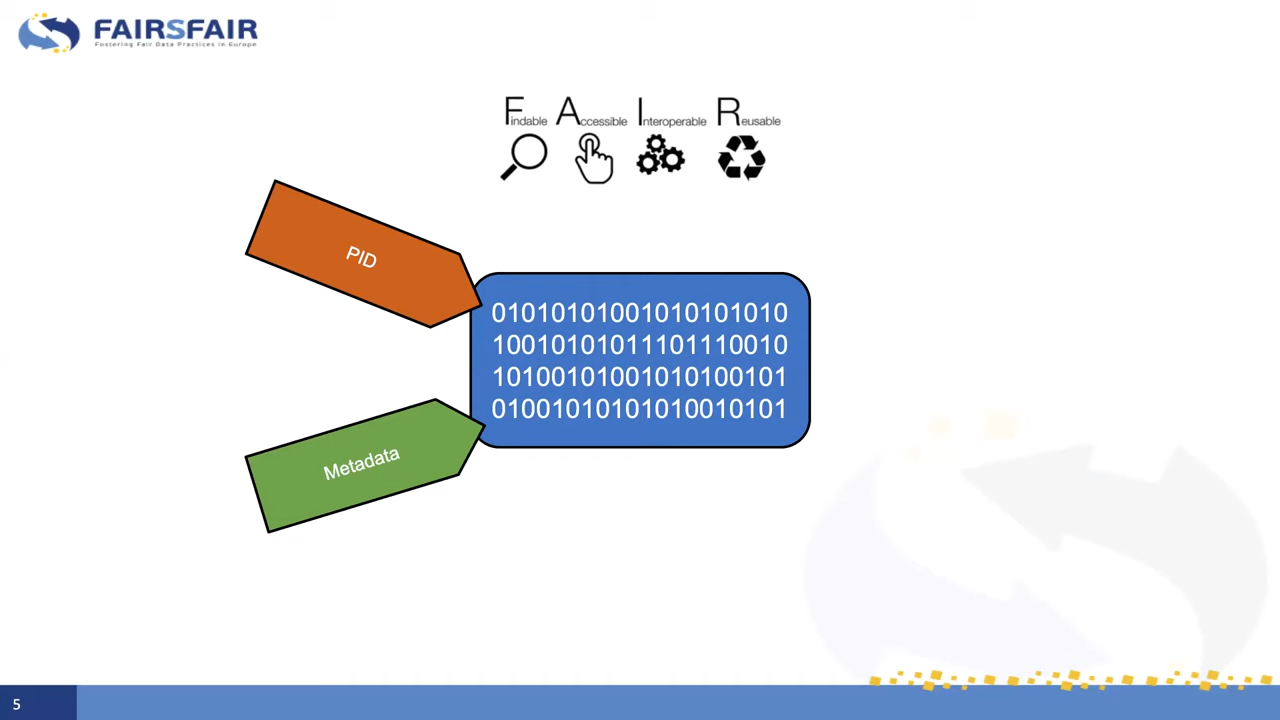 FAIRSFAIR
Fostering Fair Data Practices in Europe
Findable Accessible Interoperable Reusable
PID
01010101001010101010
10010101011101110010
10100101001010100101
01001010101010010101
Metadata
5